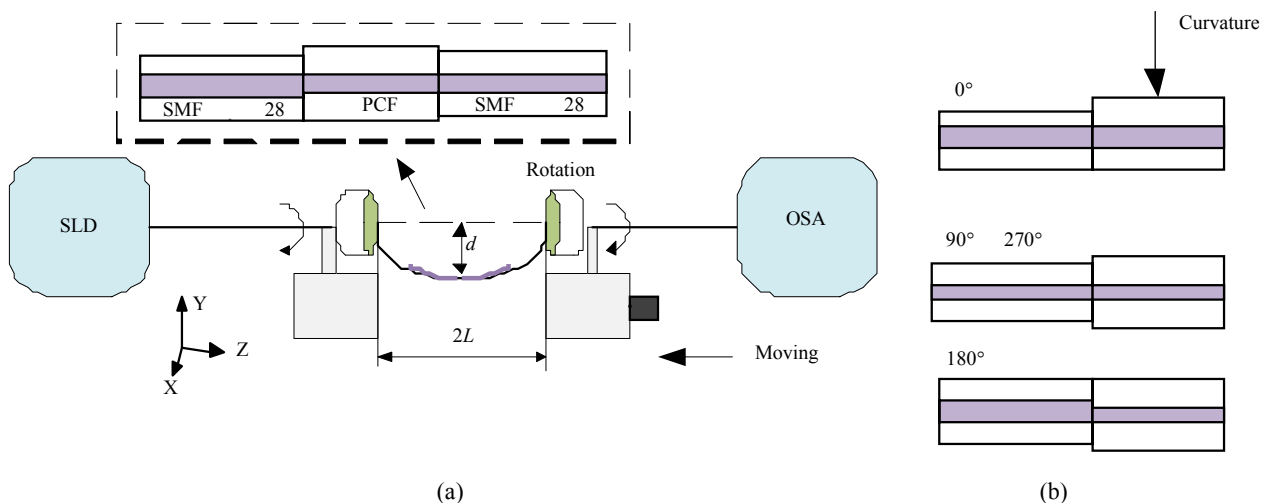 SMF 28 PCF SMF 28
SLD
Rotation
OSA
d
2L
Moving
Y
Z
X
(a)
Curvature
0°
90° 270°
180°
(b)